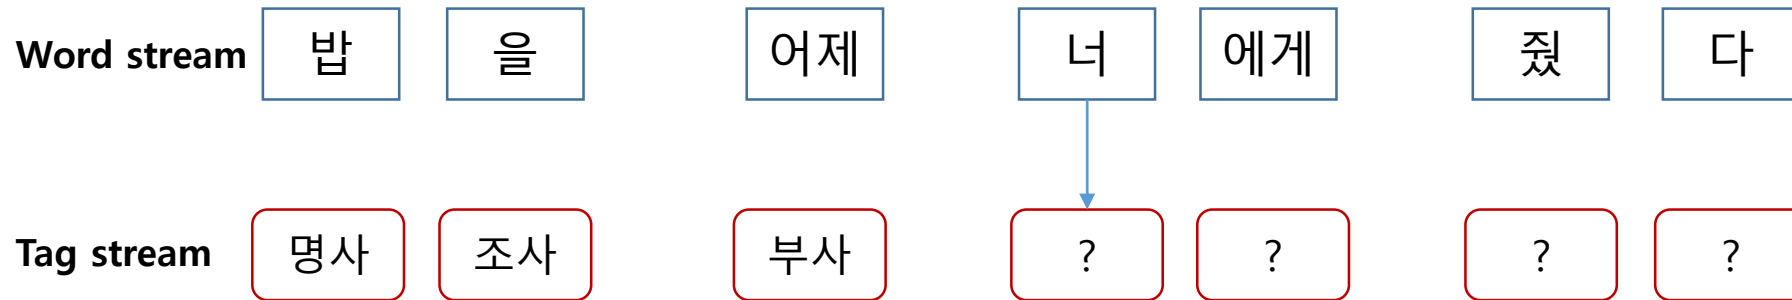 Word stream 밥 을 어제 너 에게 줬 다
Tag stream 명사 조사 부사 ? ? ? ?